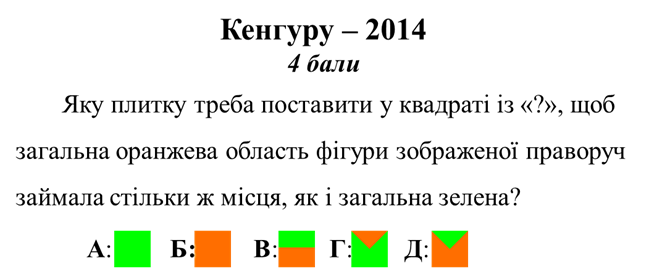 Кенгуру – 2014
4 бали
Яку плитку треба поставити у квадраті із «?», щоб
загальна оранжева область фігури зображеної праворуч
займала стільки ж місця, як і загальна зелена?
А: Б: В: Г: Д: